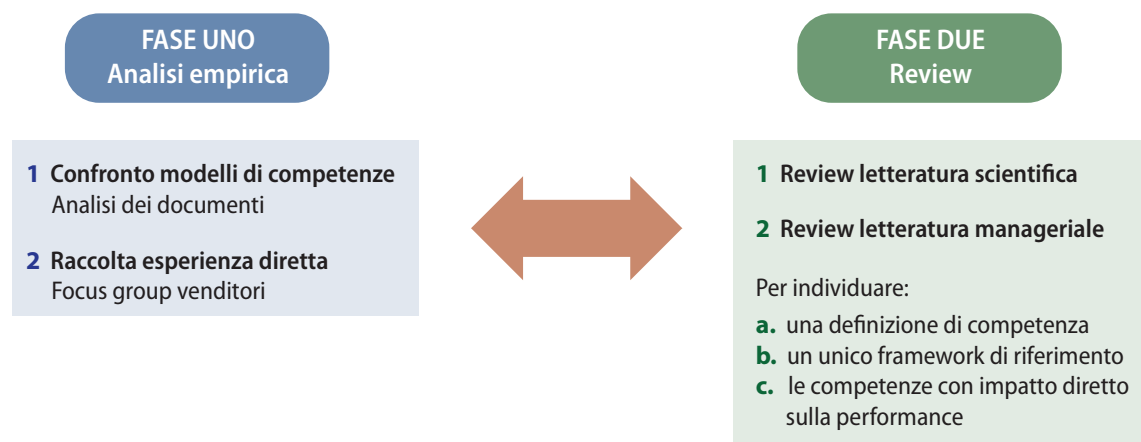 FASE UNO
Analisi empirica
1 Confronto modelli di competenze
Analisi dei documenti
2 Raccolta esperienza diretta
Focus group venditori
FASE DUE
Review
1 Review letteratura scientifica
2 Review letteratura manageriale
Per individuare:
a. una definizione di competenza
b. un unico framework di riferimento
c. le competenze con impatto diretto
sulla performance